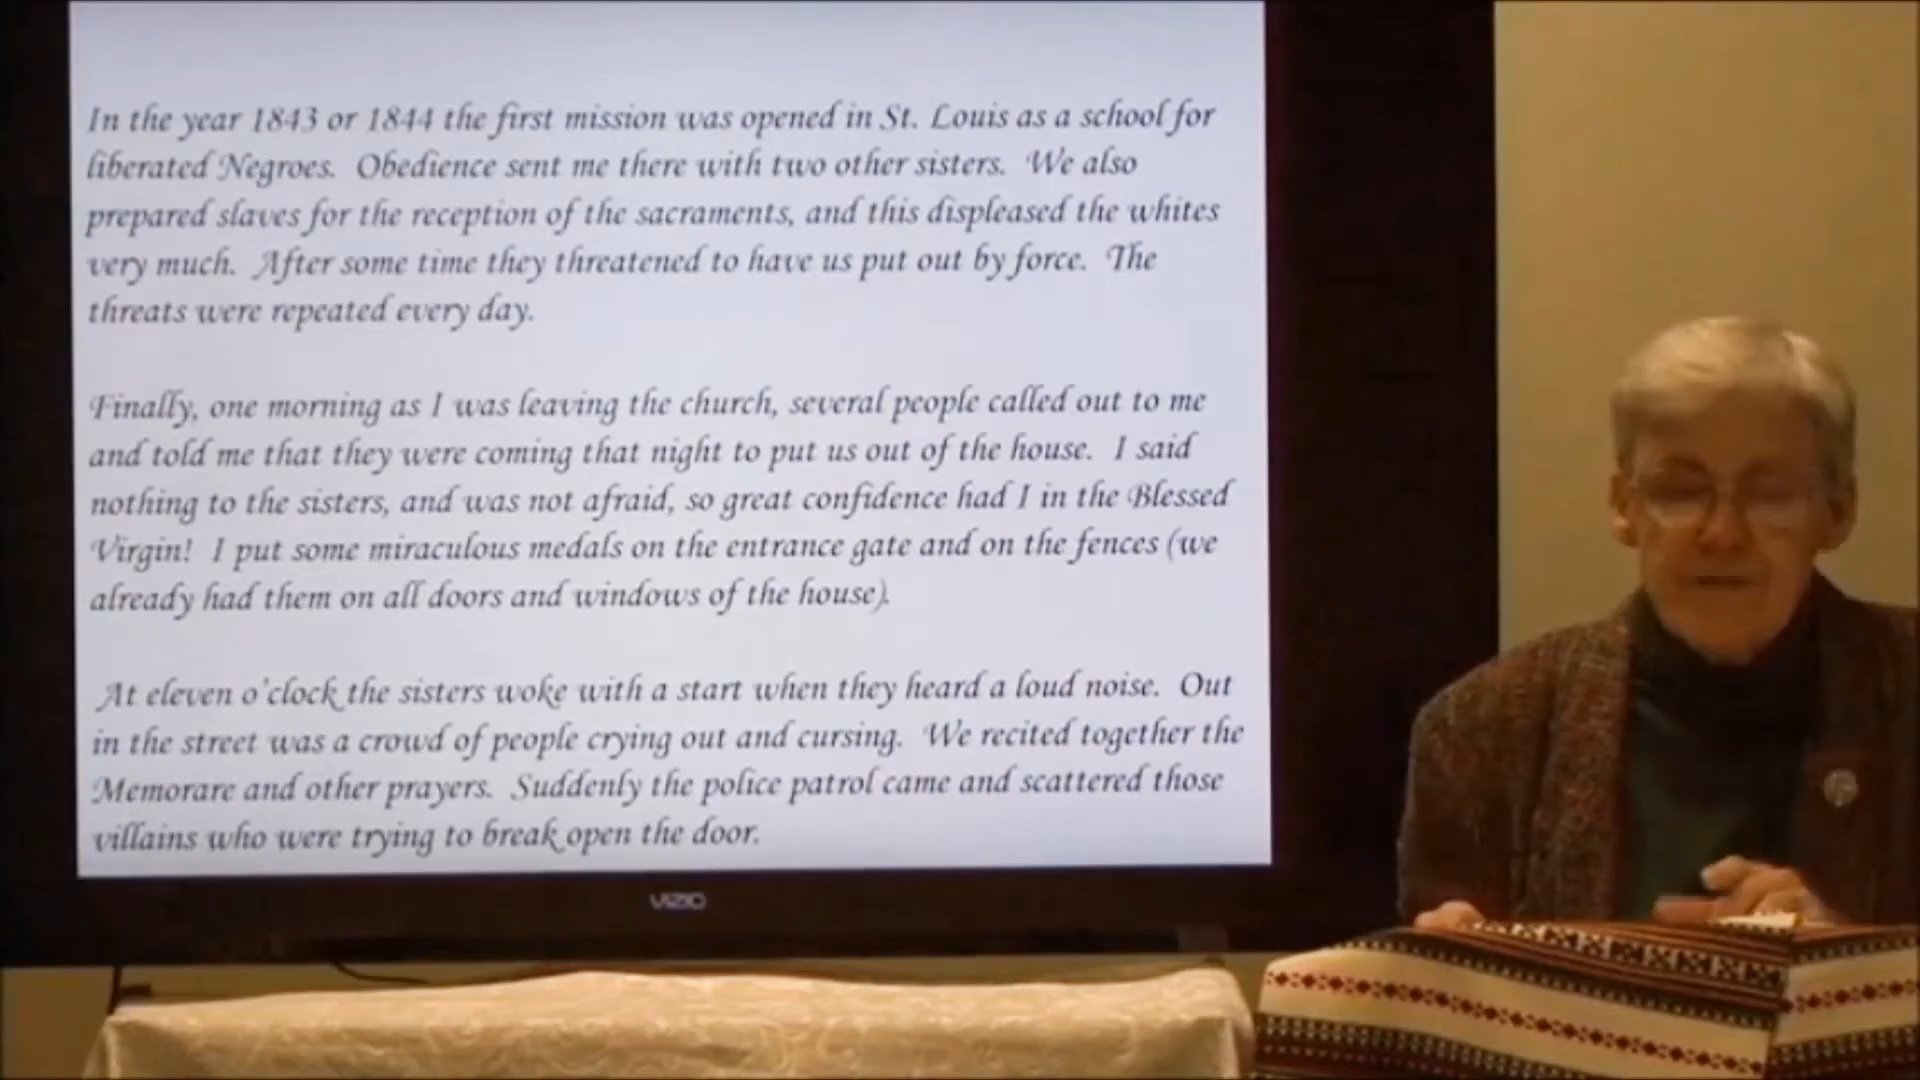 In the year 1843 or 1844 the first mission was opened in St. Louis as a school for
liberated Negroes. Obedience sent me there with two other sisters. We also
prepared slaves for the reception of the sacraments, and this displeased the whites
very much. After some time they threatened to have us put out by force. The
threats were repeated every day.
Finally, one morning as I was leaving the church, several people called out to me
and told me that they were coming that night to put us out of the house. I said
nothing to the sisters, and was not afraid, so great confidence had I in the Blessed
Virgin! I put some miraculous medals on the entrance gate and on the fences (we
already had them on all doors and windows of the house).
At eleven o'clock the sisters woke with a start when they heard a loud noise. Out
in the street was a crowd of people crying out and cursing. We recited together the
Memorare and other prayers. Suddenly the police patrol came and scattered those
villains who were trying to break open the door.
VIZIO